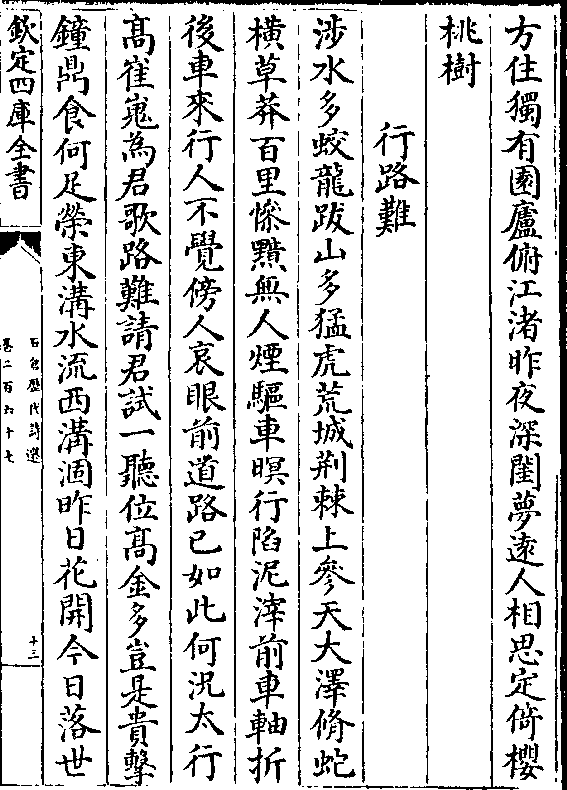 方住獨有園廬俯江渚昨夜深閨夢遠人相思定倚櫻
桃樹
行路難
涉水多蛟龍跋山多猛虎荒城荆棘上參天大澤脩蛇
橫草莽百里慘黷無人煙驅車暝行陷泥滓前車軸折
後車來行人不覺傍人哀眼前道路已如此何況太行
高崔嵬為君歌路難請君試一聽位高金多豈是貴擊
鐘鼎食何足榮東溝水流西溝涸昨日花開今日落世
欽定四庫全書
石倉歴代詩選
卷二百
十七
十三